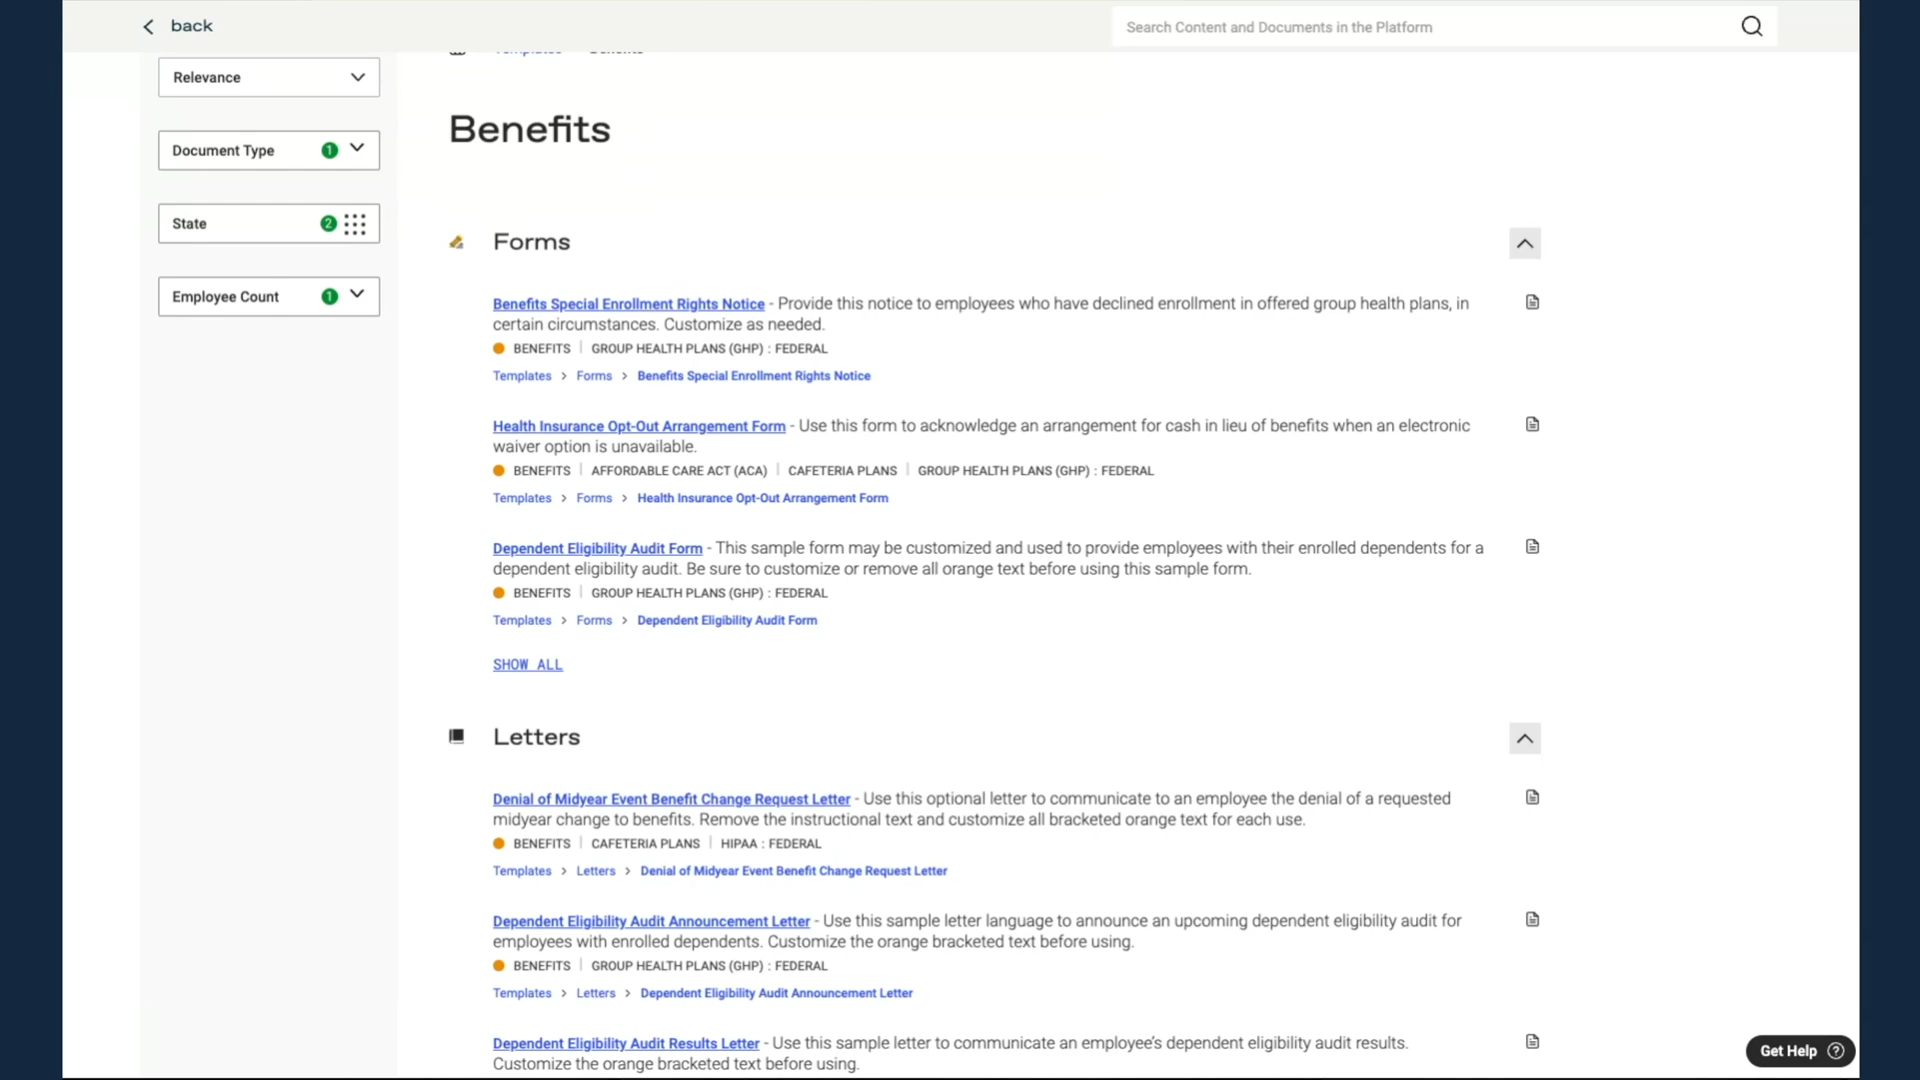 back
Search Content and Documents in the Platform
Relevance
Document Type 1
State 2
Employee Count 1
Templates Benefits
Benefits
Forms
Benefits Special Enrollment Rights Notice - Provide this notice to employees who have declined enrollment in offered group health plans, in
certain circumstances. Customize as needed.
BENEFITS | GROUP HEALTH PLANS (GHP) : FEDERAL
Templates > Forms > Benefits Special Enrollment Rights Notice
Health Insurance Opt-Out Arrangement Form - Use this form to acknowledge an arrangement for cash in lieu of benefits when an electronic
waiver option is unavailable.
BENEFITS | AFFORDABLE CARE ACT (ACA) | CAFETERIA PLANS | GROUP HEALTH PLANS (GHP) : FEDERAL
Templates > Forms > Health Insurance Opt-Out Arrangement Form
Dependent Eligibility Audit Form - This sample form may be customized and used to provide employees with their enrolled dependents for a
dependent eligibility audit. Be sure to customize or remove all orange text before using this sample form.
BENEFITS | GROUP HEALTH PLANS (GHP) : FEDERAL
Templates > Forms > Dependent Eligibility Audit Form
SHOW ALL
Letters
Denial of Midyear Event Benefit Change Request Letter - Use this optional letter to communicate to an employee the denial of a requested
midyear change to benefits. Remove the instructional text and customize all bracketed orange text for each use.
BENEFITS | CAFETERIA PLANS | HIPAA : FEDERAL
Templates > Letters > Denial of Midyear Event Benefit Change Request Letter
Dependent Eligibility Audit Announcement Letter - Use this sample letter language to announce an upcoming dependent eligibility audit for
employees with enrolled dependents. Customize the orange bracketed text before using.
BENEFITS | GROUP HEALTH PLANS (GHP) : FEDERAL
Templates > Letters > Dependent Eligibility Audit Announcement Letter
Dependent Eligibility Audit Results Letter - Use this sample letter to communicate an employee’s dependent eligibility audit results.
Customize the orange bracketed text before using.
Get Help ?